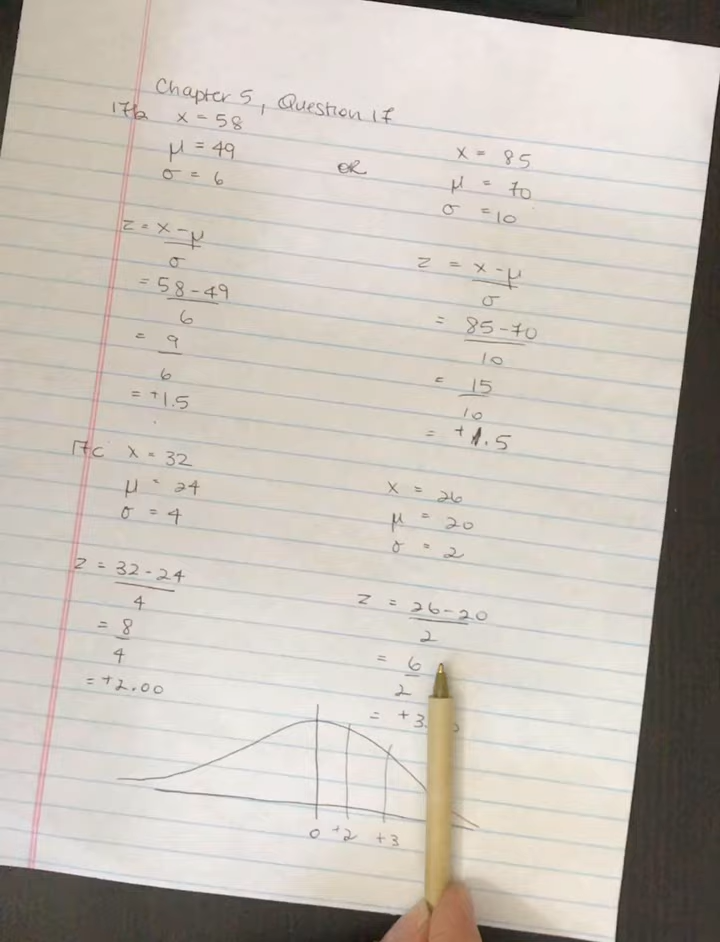 Chapter 5, Question 17
17b x = 58
μ = 49
σ = 6
OR
x = 85
μ = 70
σ = 10
z = x - μ
σ
= 58 - 49
6
= 9
6
= +1.5
z = x - μ
σ
= 85 - 70
10
= 15
10
= +1.5
17c x = 32
μ = 24
σ = 4
x = 26
μ = 20
σ = 2
z = 32 - 24
4
= 8
4
= +2.00
z = 26 - 20
2
= 6
2
= +3.
0 +2 +3